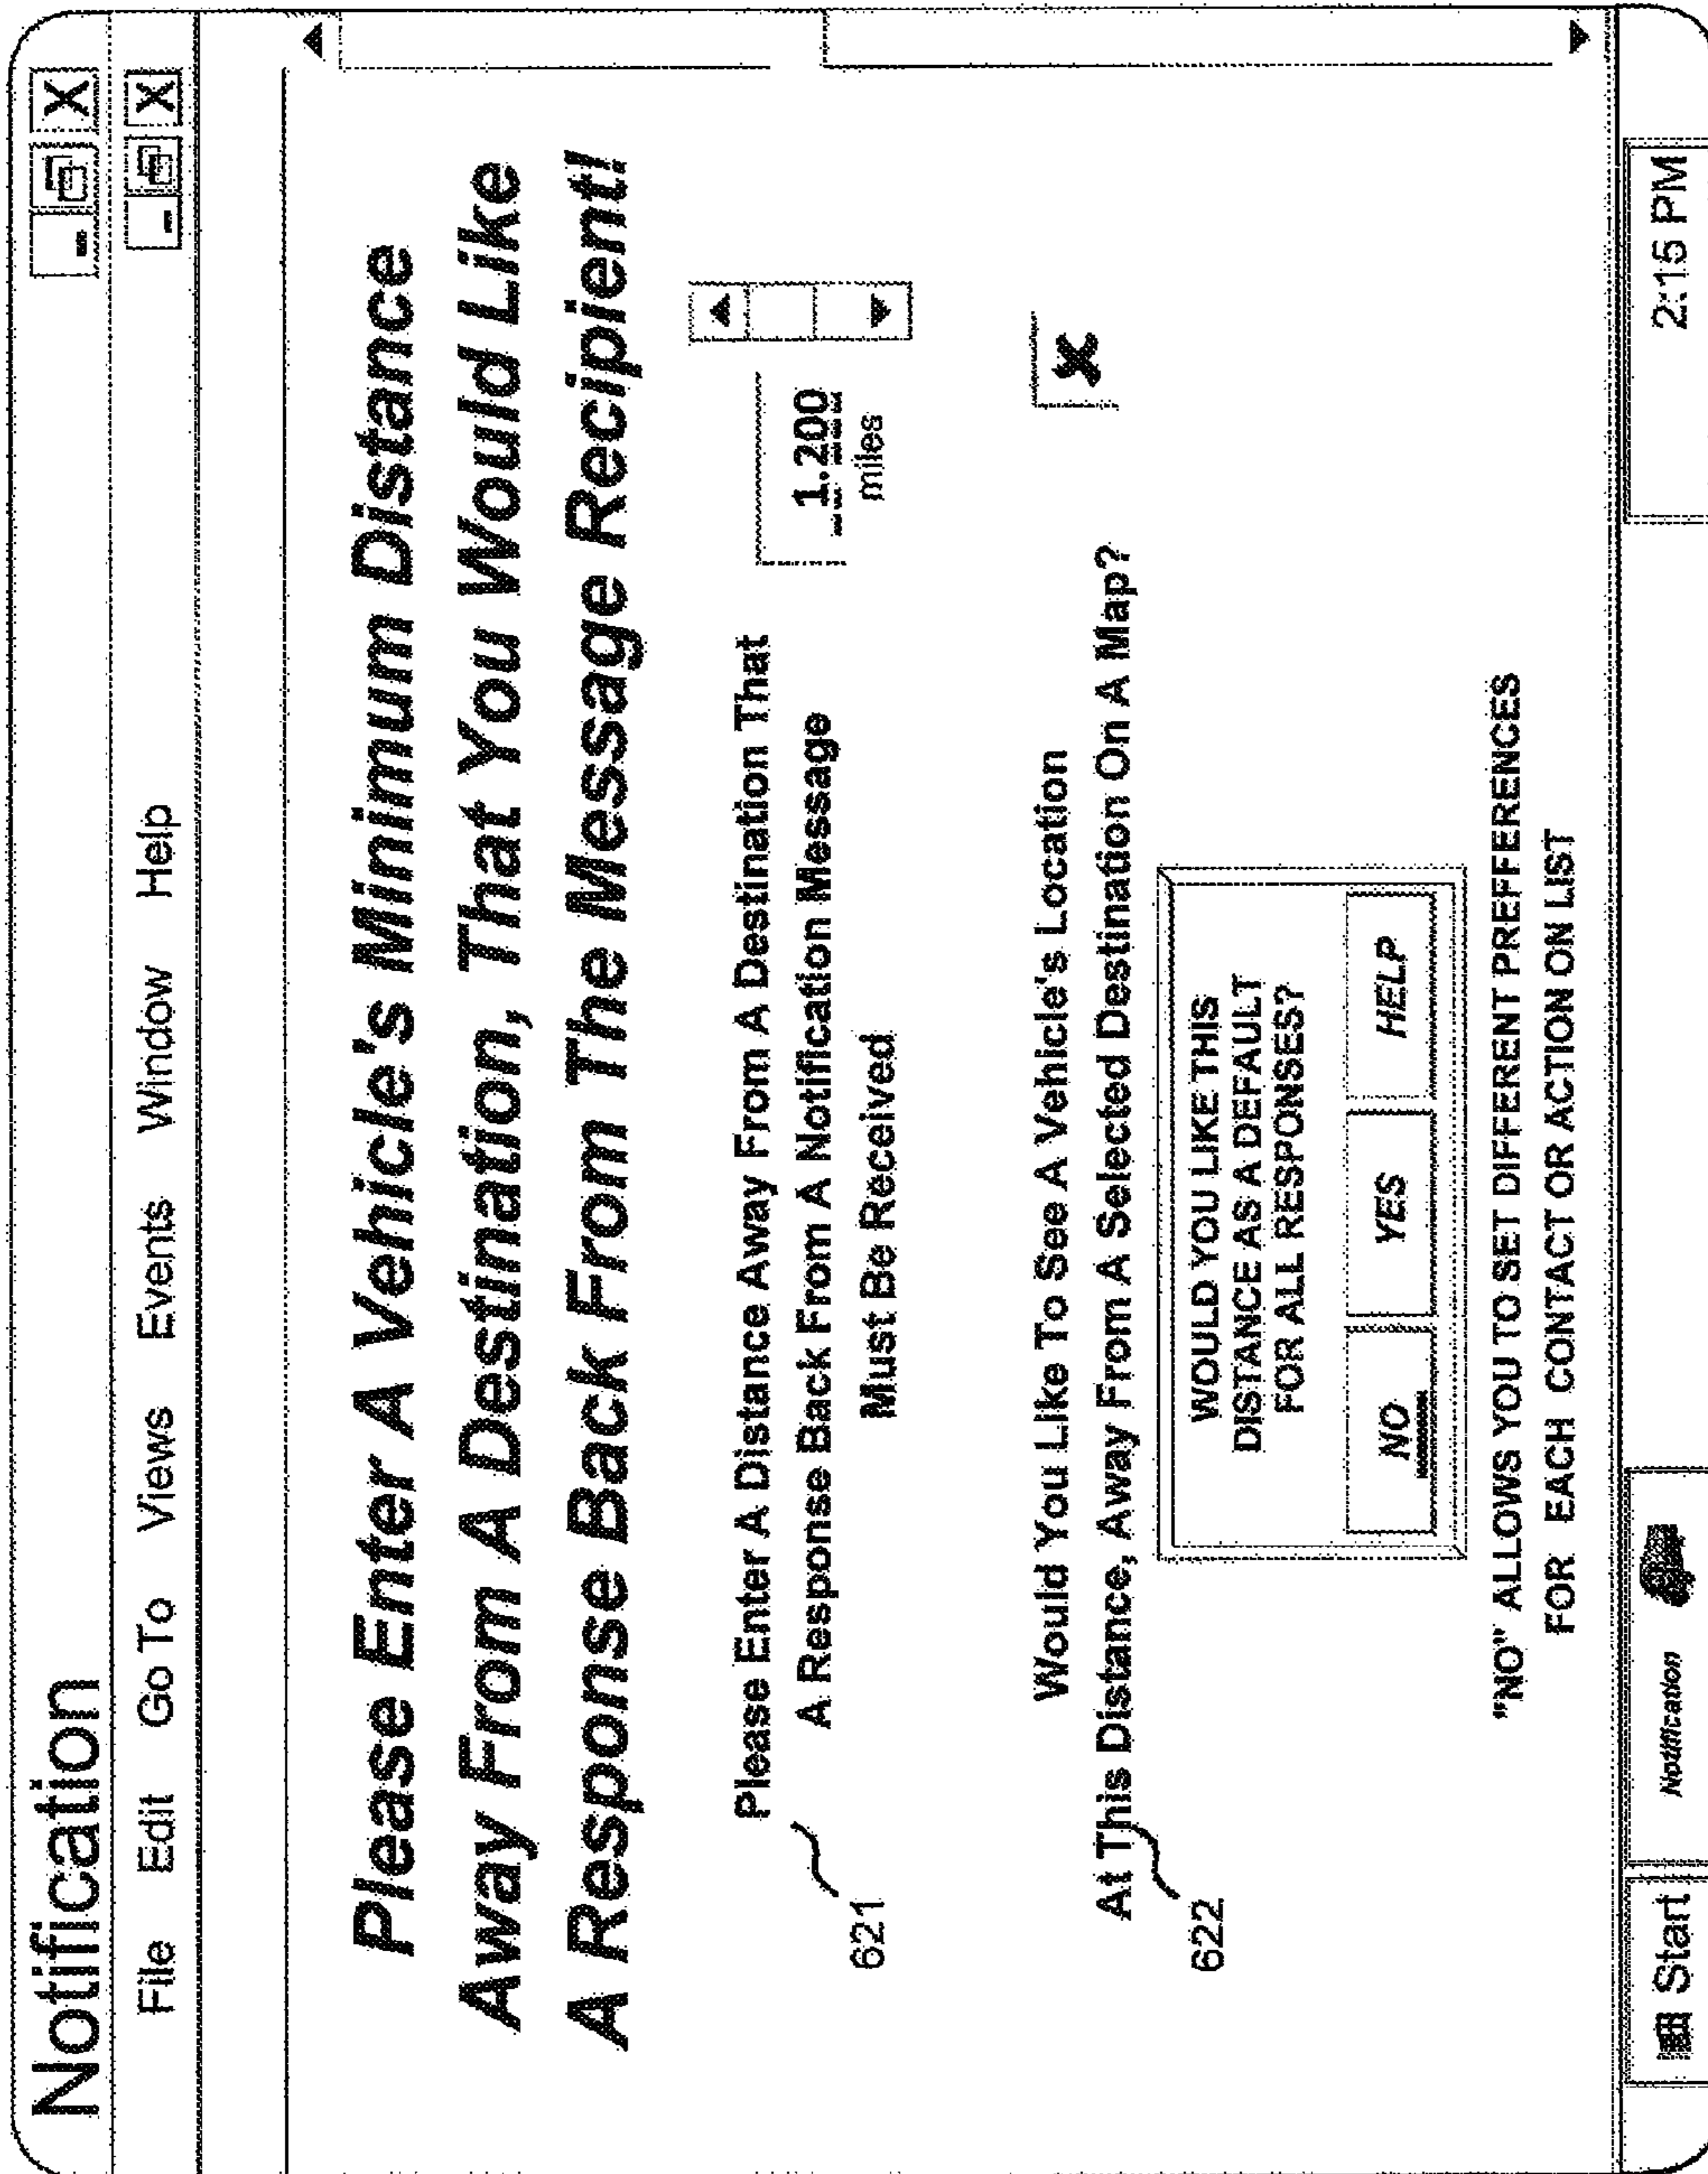 Notification
File Edit Go To Views Events Window Help
Please Enter A Vehicle's Minimum Distance
Away From A Destination, That You Would Like
A Response Back From The Message Recipient!
Please Enter A Distance Away From A Destination That
A Response Back From A Notification Message
Must Be Received
1.200
miles
621
Would You Like To See A Vehicle's Location
At This Distance, Away From A Selected Destination On A Map?
X
622
WOULD YOU LIKE THIS
DISTANCE AS A DEFAULT
FOR ALL RESPONSES?
NO YES HELP
"NO" ALLOWS YOU TO SET DIFFERENT PREFFERENCES
FOR EACH CONTACT OR ACTION ON LIST
Start Notification 2:15 PM